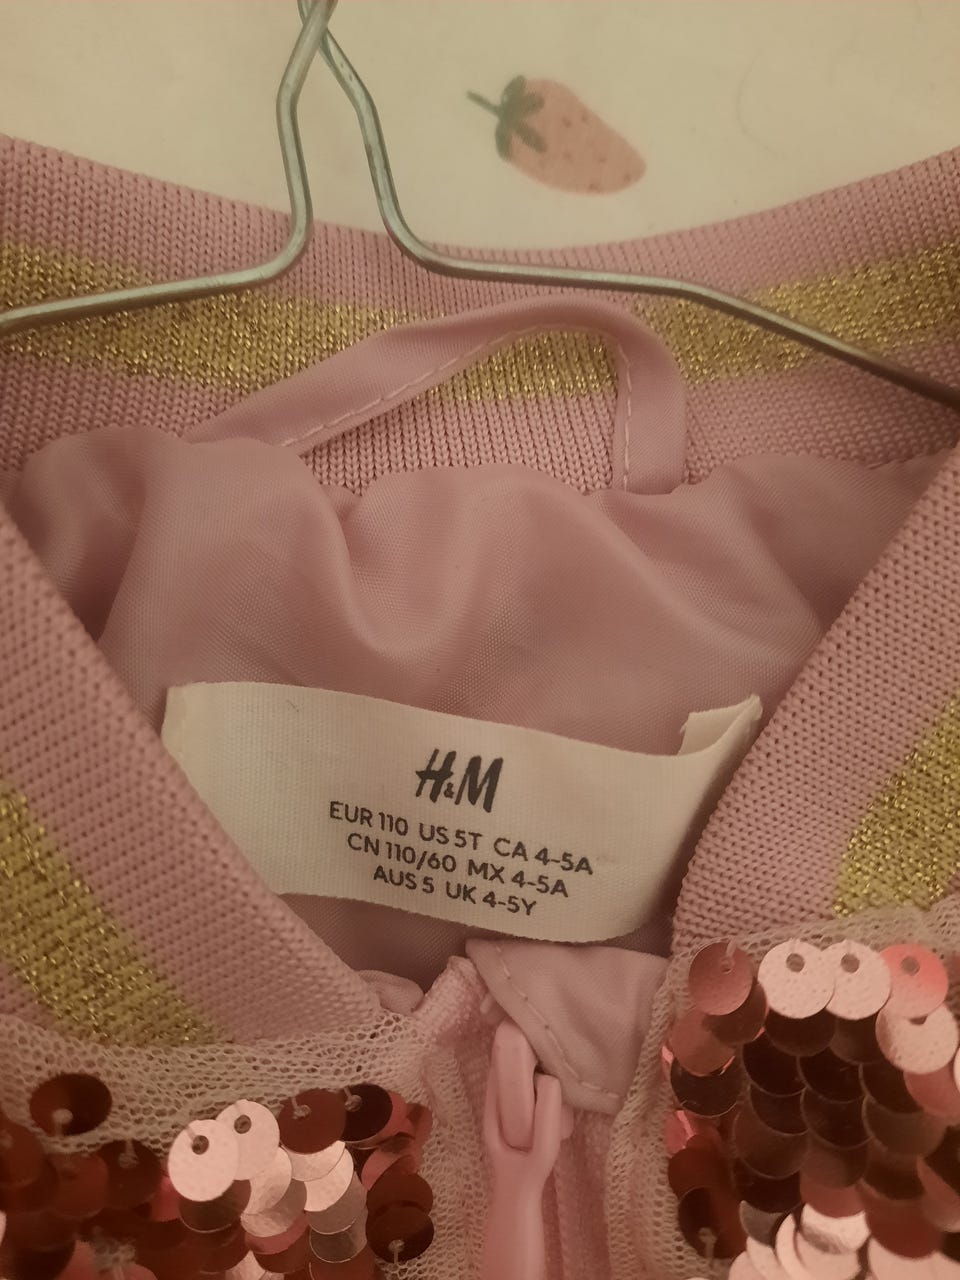 H&M
EUR 110 US 5T CA 4-5A
CN 110/60 MX 4-5A
AUS 5 UK 4-5Y